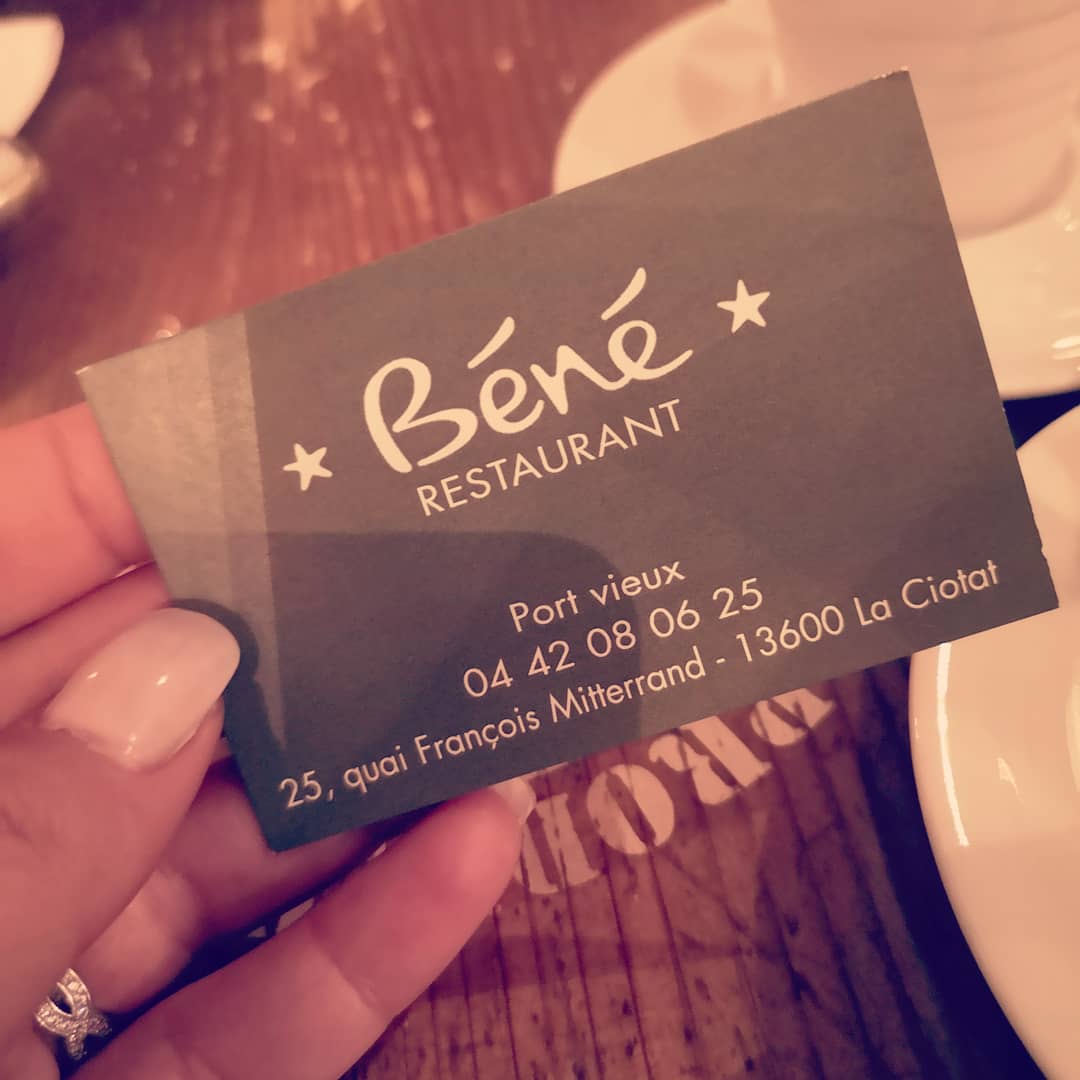 Béné
RESTAURANT
Port vieux
04 42 08 06 25
25, quai François Mitterrand - 13600 La Ciotat